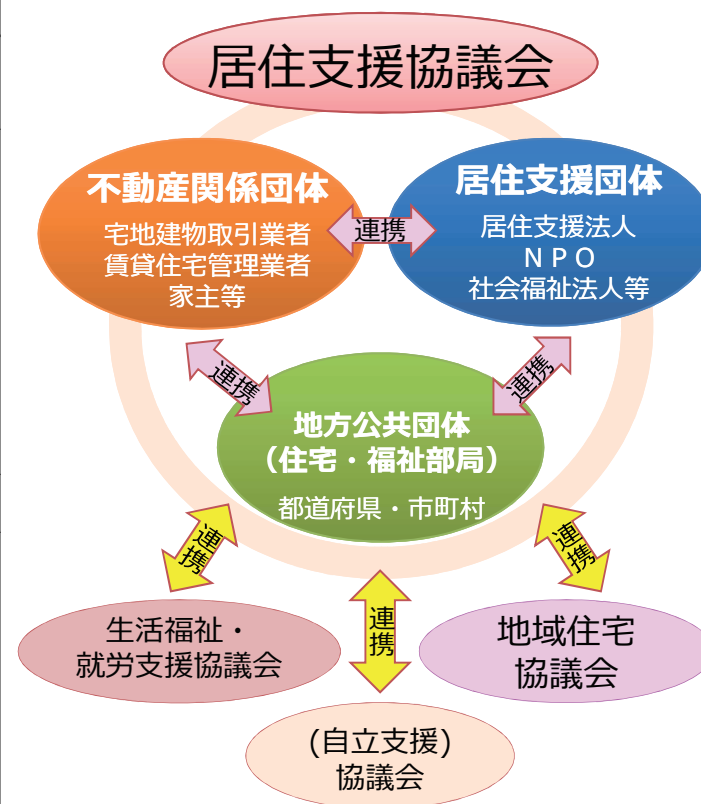 居住支援協議会
不動産関係団体
宅地建物取引業者
賃貸住宅管理業者
家主等
連携
居住支援団体
居住支援法人
ＮＰＯ
社会福祉法人等
連携
連携
地方公共団体
（住宅・福祉部局）
都道府県・市町村
連携
連携
連携
生活福祉・
就労支援協議会
地域住宅
協議会
(自立支援)
協議会